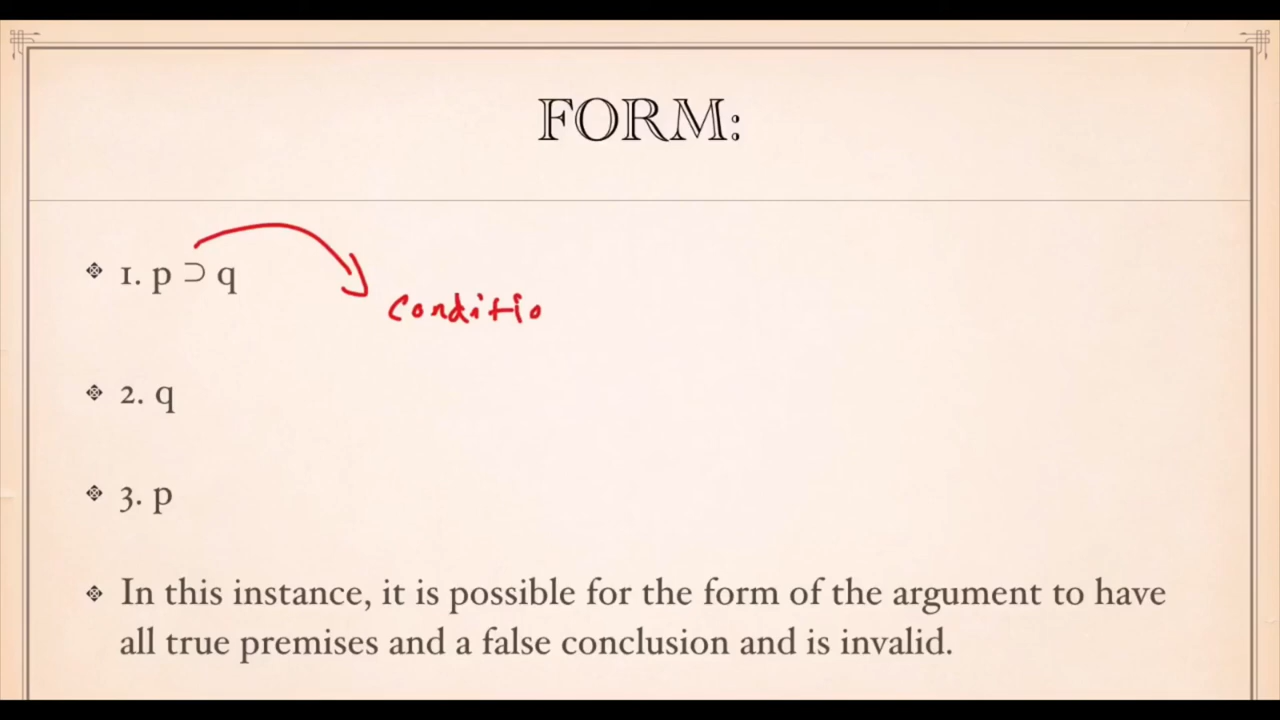 FORM:
1. p ⊃ q
Conditio
2. q
3. p
In this instance, it is possible for the form of the argument to have
all true premises and a false conclusion and is invalid.